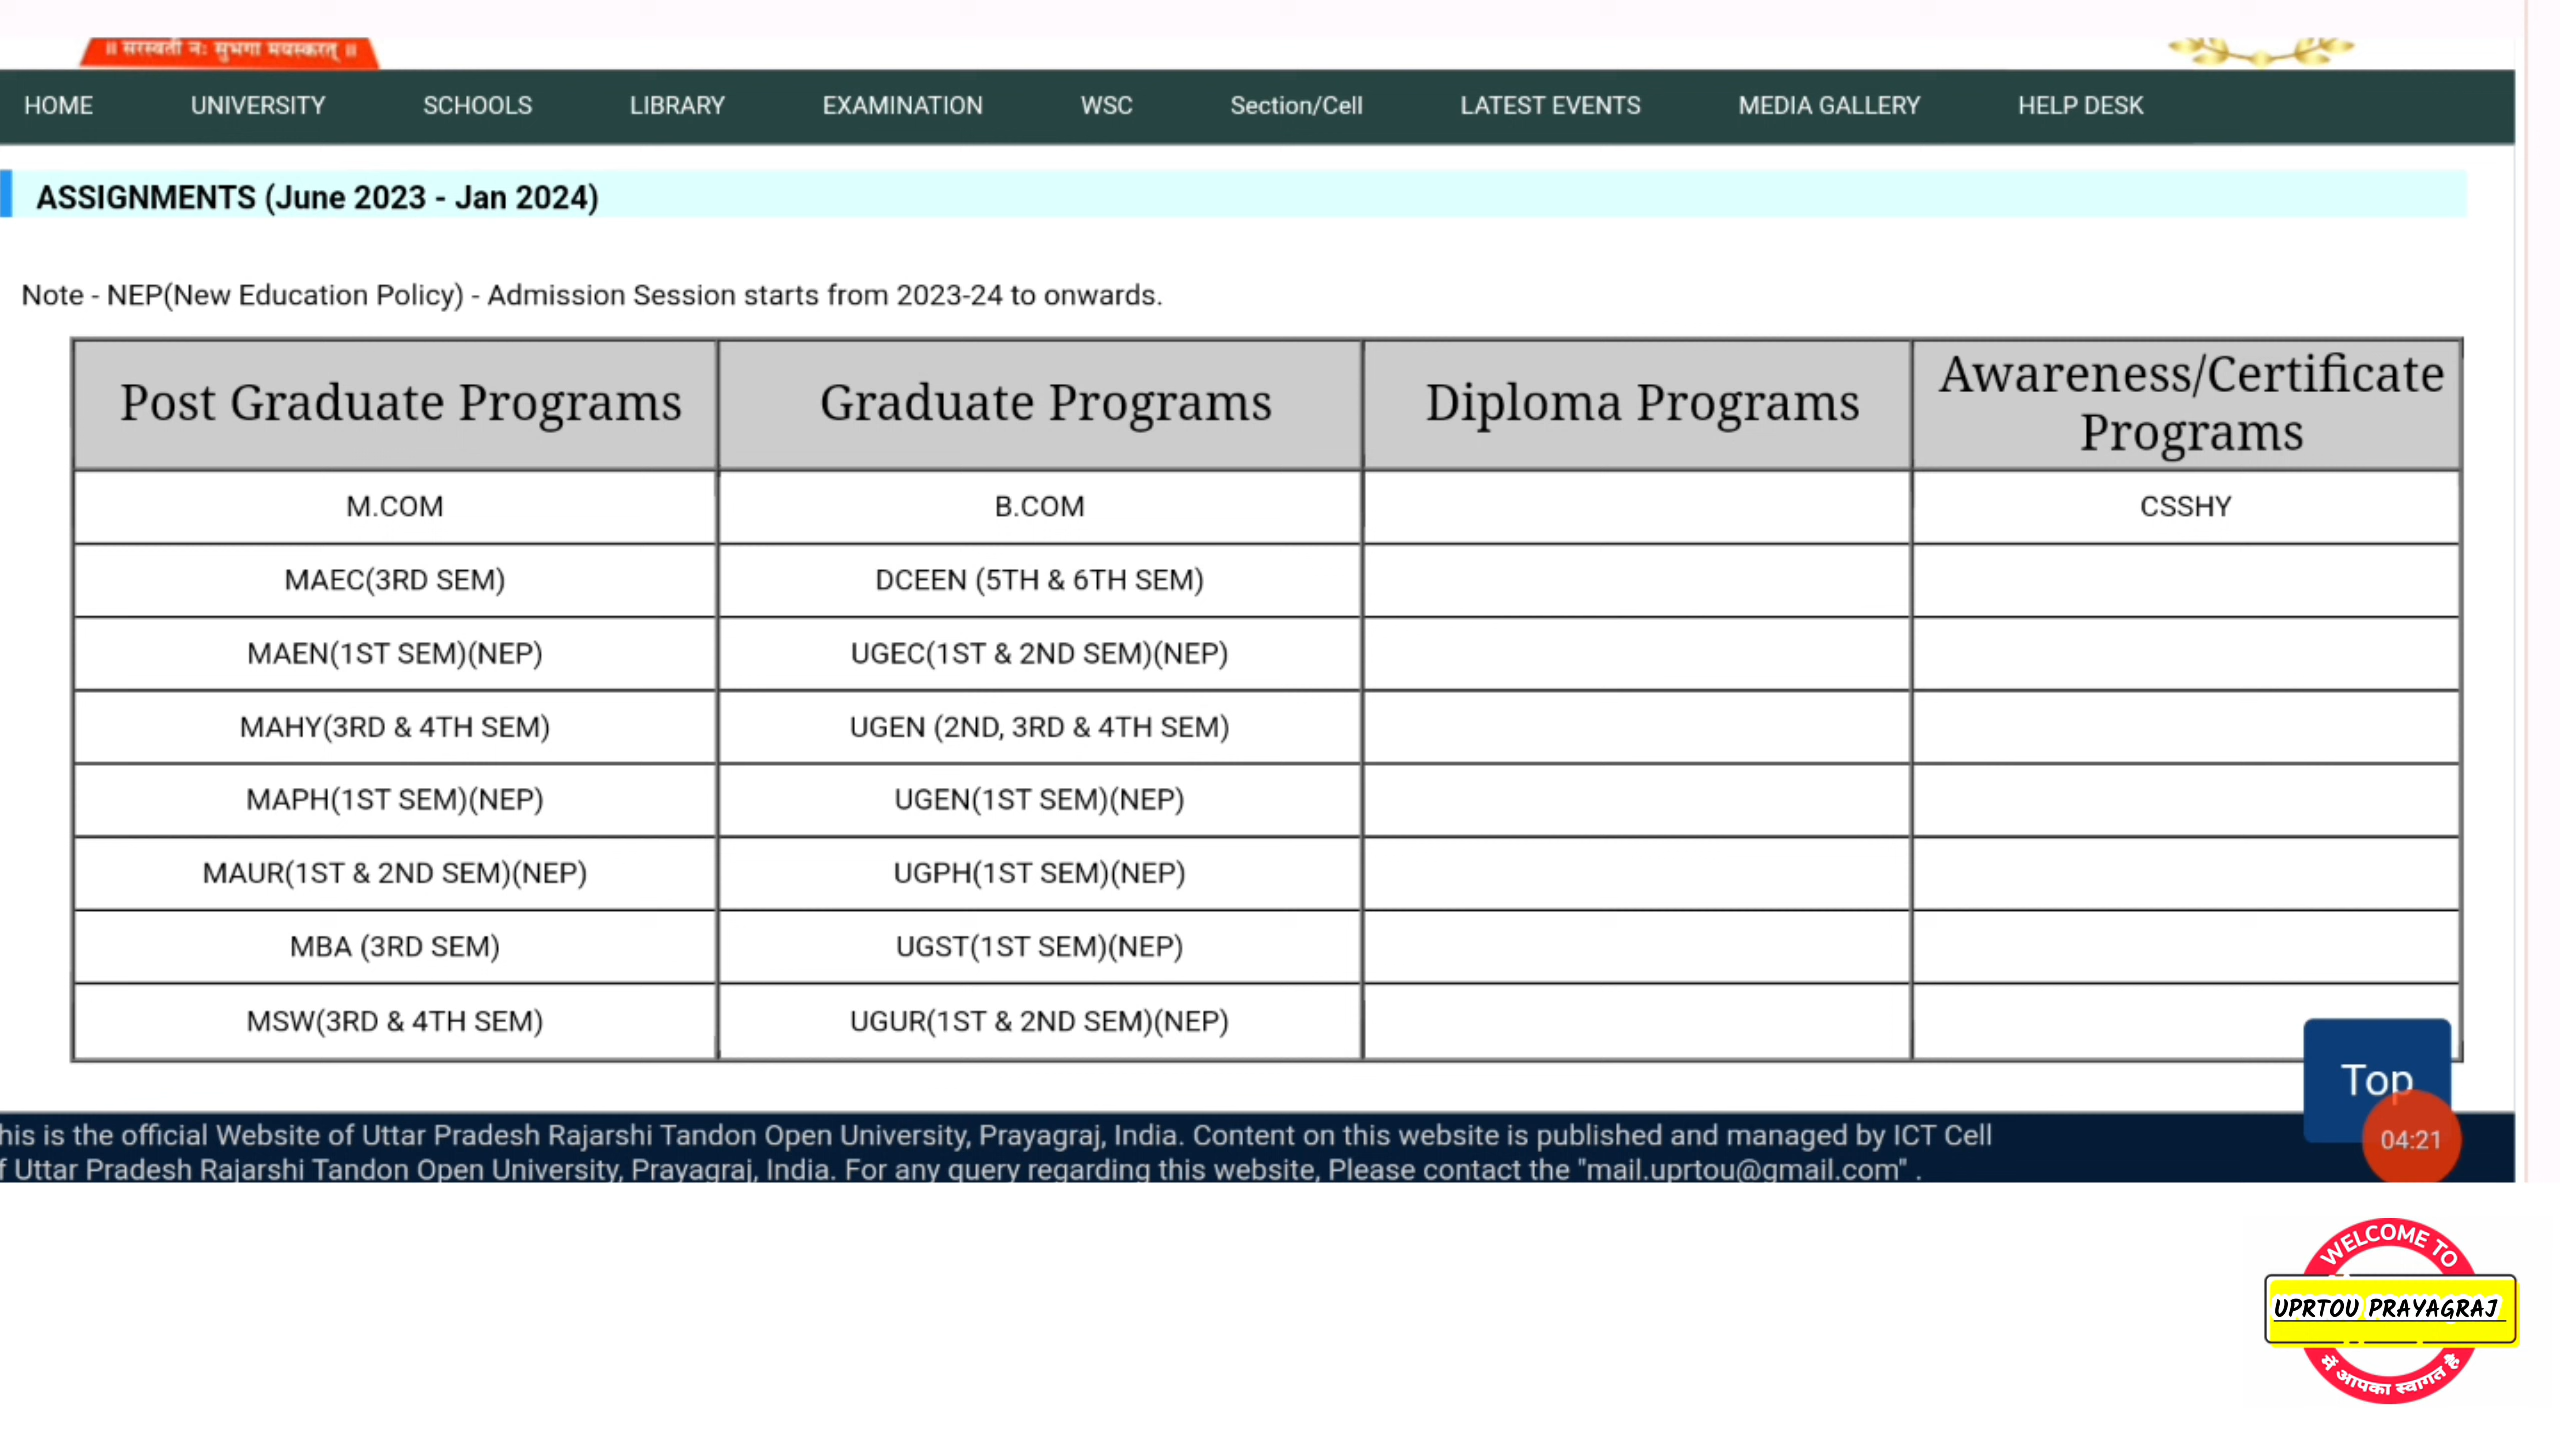 ॥ सरस्वती नः सुभगा मयस्करत् ॥
HOME UNIVERSITY SCHOOLS LIBRARY EXAMINATION WSC Section/Cell LATEST EVENTS MEDIA GALLERY HELP DESK
ASSIGNMENTS (June 2023 - Jan 2024)
Note - NEP(New Education Policy) - Admission Session starts from 2023-24 to onwards.
Post Graduate Programs Graduate Programs Diploma Programs Awareness/Certificate
Programs
M.COM B.COM CSSHY
MAEC(3RD SEM) DCEEN (5TH & 6TH SEM)
MAEN(1ST SEM)(NEP) UGEC(1ST & 2ND SEM)(NEP)
MAHY(3RD & 4TH SEM) UGEN (2ND, 3RD & 4TH SEM)
MAPH(1ST SEM)(NEP) UGEN(1ST SEM)(NEP)
MAUR(1ST & 2ND SEM)(NEP) UGPH(1ST SEM)(NEP)
MBA (3RD SEM) UGST(1ST SEM)(NEP)
MSW(3RD & 4TH SEM) UGUR(1ST & 2ND SEM)(NEP)
Top
04:21
his is the official Website of Uttar Pradesh Rajarshi Tandon Open University, Prayagraj, India. Content on this website is published and managed by ICT Cell
f Uttar Pradesh Rajarshi Tandon Open University, Prayagraj, India. For any query regarding this website, Please contact the "mail.uprtou@gmail.com" .
WELCOME TO
UPRTOU PRAYAGRAJ
में आपका स्वागत है